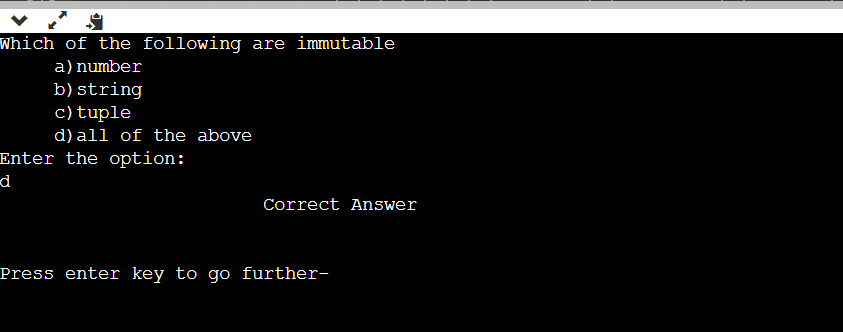 Which of the following are immutable
a)number
b)string
c)tuple
d)all of the above
Enter the option:
d
Correct Answer
Press enter key to go further-